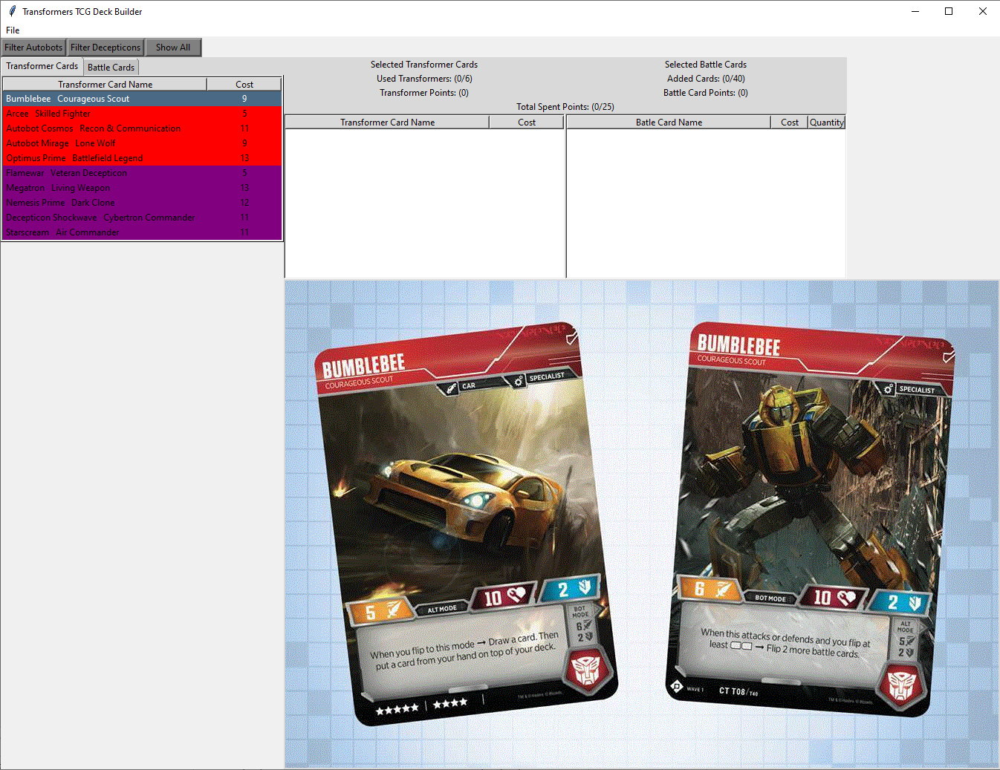 Transformers TCG Deck Builder
File
Filter Autobots Filter Decepticons Show All
Transformer Cards Battle Cards
Transformer Card Name Cost
Bumblebee Courageous Scout 9
Arcee Skilled Fighter 5
Autobot Cosmos Recon & Communication 11
Autobot Mirage Lone Wolf 9
Optimus Prime Battlefield Legend 13
Flamewar Veteran Decepticon 5
Megatron Living Weapon 13
Nemesis Prime Dark Clone 12
Decepticon Shockwave Cybertron Commander 11
Starscream Air Commander 11
Selected Transformer Cards
Used Transformers: (0/6)
Transformer Points: (0)
Selected Battle Cards
Added Cards: (0/40)
Battle Card Points: (0)
Total Spent Points: (0/25)
Transformer Card Name Cost
Batle Card Name Cost Quantity
BUMBLEBEE
COURAGEOUS SCOUT
CAR SPECIALIST
5 ALT MODE 10 2
BOT
MODE
6
2
When you flip to this mode → Draw a card. Then
put a card from your hand on top of your deck.
BUMBLEBEE
COURAGEOUS SCOUT
SPECIALIST
6 BOT MODE 10 2
ALT
MODE
5
2
When this attacks or defends and you flip at
least → Flip 2 more battle cards.
WAVE 1 CT T08/T40